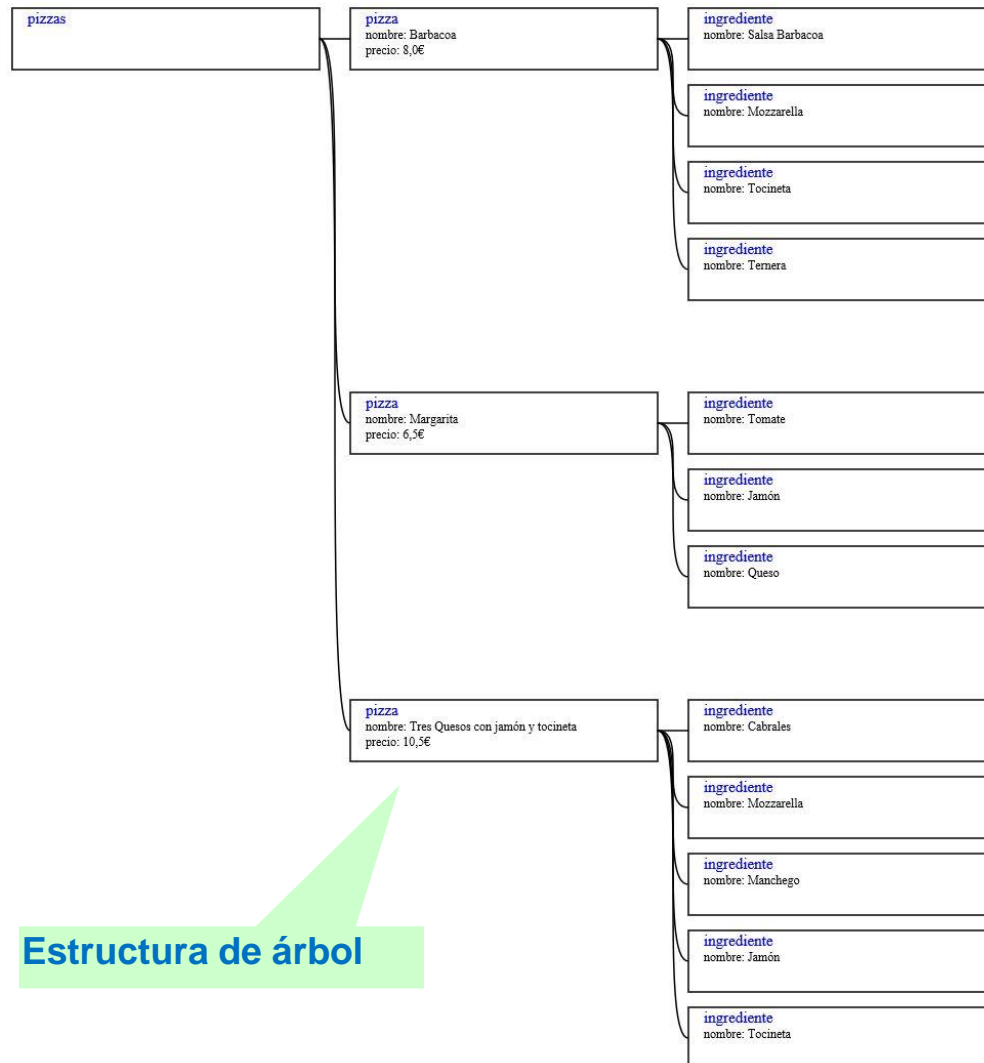 pizzas
pizza
nombre: Barbacoa
precio: 8,0€
ingrediente
nombre: Salsa Barbacoa
ingrediente
nombre: Mozzarella
ingrediente
nombre: Tocineta
ingrediente
nombre: Ternera
pizza
nombre: Margarita
precio: 6,5€
ingrediente
nombre: Tomate
ingrediente
nombre: Jamón
ingrediente
nombre: Queso
pizza
nombre: Tres Quesos con jamón y tocineta
precio: 10,5€
ingrediente
nombre: Cabrales
ingrediente
nombre: Mozzarella
ingrediente
nombre: Manchego
ingrediente
nombre: Jamón
ingrediente
nombre: Tocineta
Estructura de árbol